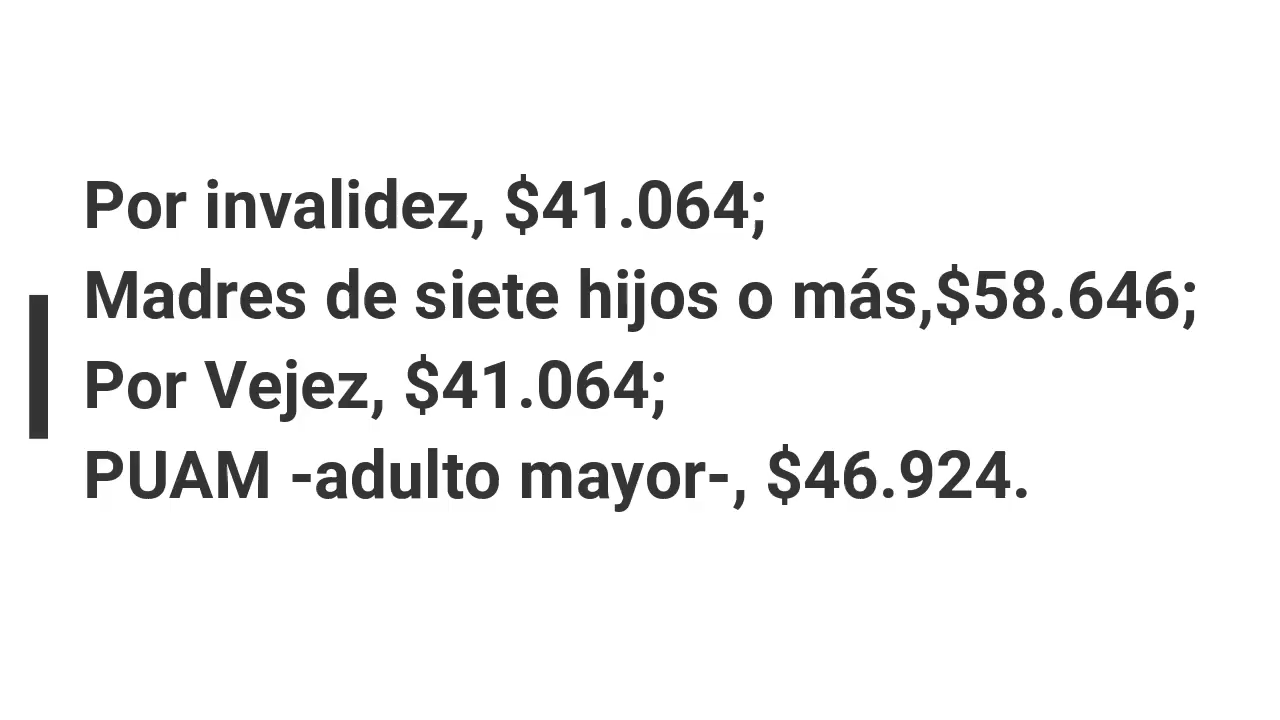 Por invalidez, $41.064;
Madres de siete hijos o más,$58.646;
Por Vejez, $41.064;
PUAM -adulto mayor-, $46.924.